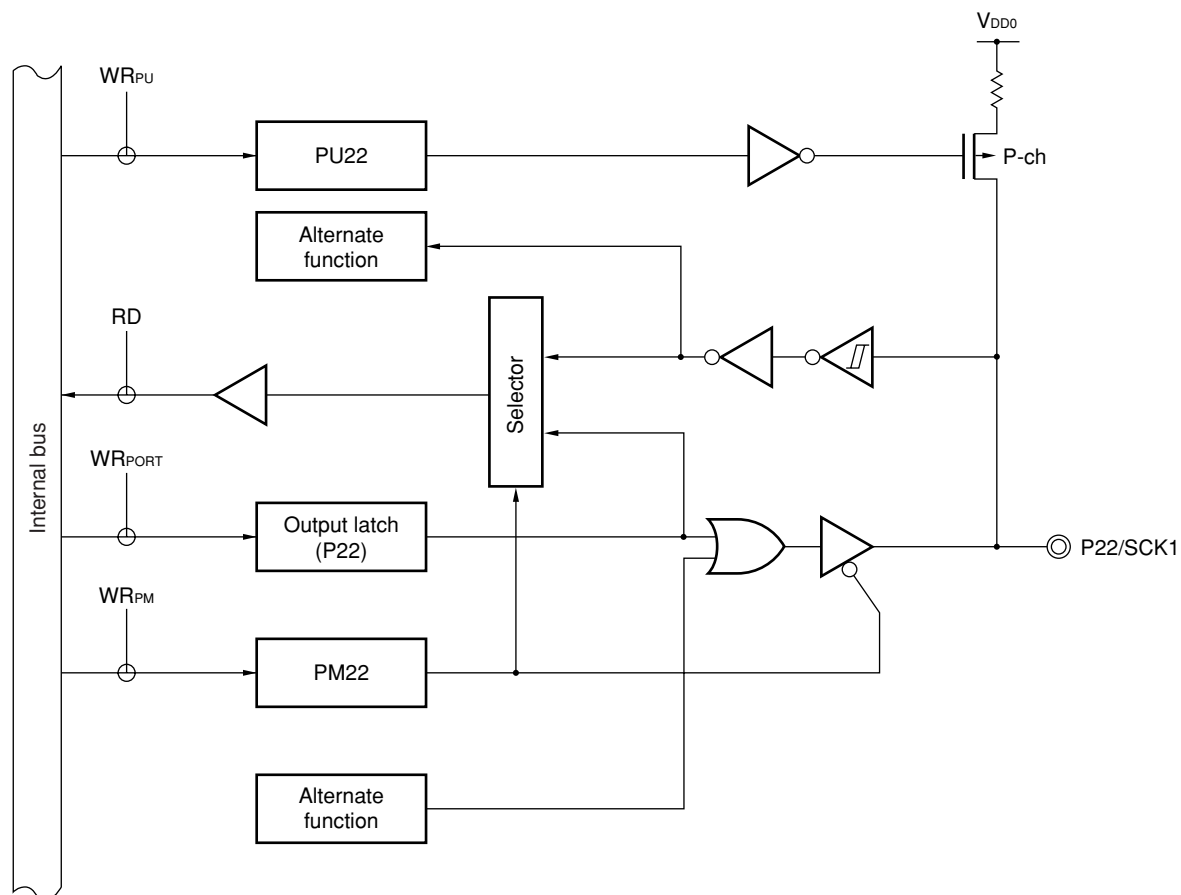 VDD0
WRPU
PU22
P-ch
Alternate
function
RD
Selector
Internal bus
WRPORT
Output latch
(P22)
P22/SCK1
WRPM
PM22
Alternate
function